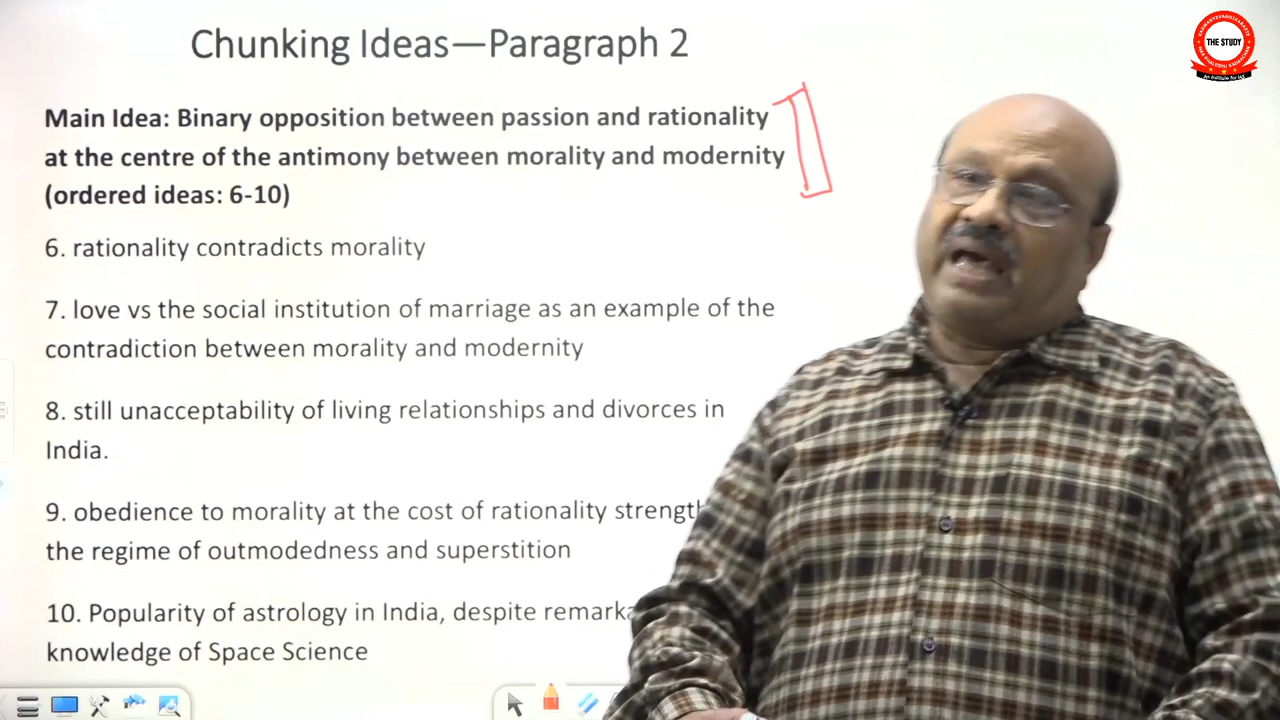 Chunking Ideas—Paragraph 2
THE STUDY
An Institute for IAS
Main Idea: Binary opposition between passion and rationality
at the centre of the antimony between morality and modernity
(ordered ideas: 6-10)
6. rationality contradicts morality
7. love vs the social institution of marriage as an example of the
contradiction between morality and modernity
8. still unacceptability of living relationships and divorces in
India.
9. obedience to morality at the cost of rationality
the regime of outmodedness and superstition
10. Popularity of astrology in India, despite
knowledge of Space Science